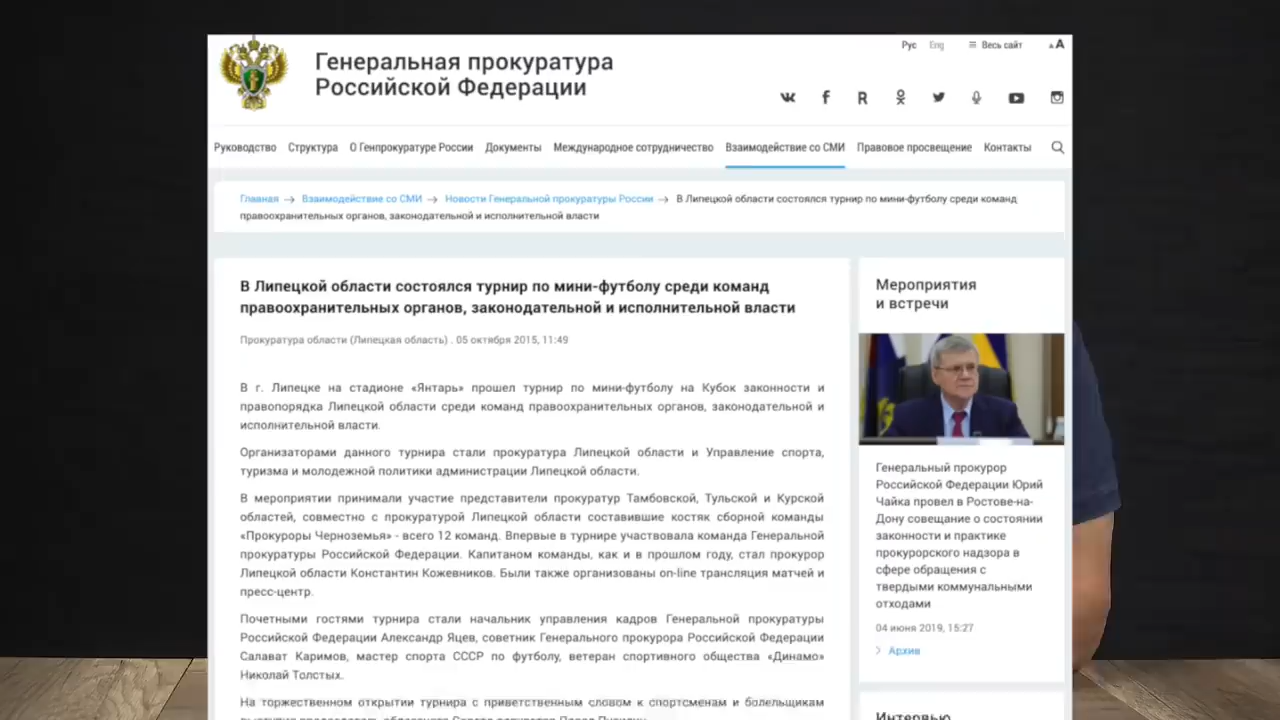 Генеральная прокуратура
Российской Федерации
Рус Eng Весь сайт АА
Руководство Структура О Генпрокуратуре России Документы Международное сотрудничество Взаимодействие со СМИ Правовое просвещение Контакты
Главная → Взаимодействие со СМИ → Новости Генеральной прокуратуры России → В Липецкой области состоялся турнир по мини-футболу среди команд
правоохранительных органов, законодательной и исполнительной власти
В Липецкой области состоялся турнир по мини-футболу среди команд
правоохранительных органов, законодательной и исполнительной власти
Прокуратура области (Липецкая область) . 05 октября 2015, 11:49
В г. Липецке на стадионе «Янтарь» прошел турнир по мини-футболу на Кубок законности и
правопорядка Липецкой области среди команд правоохранительных органов, законодательной и
исполнительной власти.
Организаторами данного турнира стали прокуратура Липецкой области и Управление спорта,
туризма и молодежной политики администрации Липецкой области.
В мероприятии принимали участие представители прокуратур Тамбовской, Тульской и Курской
областей, совместно с прокуратурой Липецкой области составившие костяк сборной команды
«Прокуроры Черноземья» - всего 12 команд. Впервые в турнире участвовала команда Генеральной
прокуратуры Российской Федерации. Капитаном команды, как и в прошлом году, стал прокурор
Липецкой области Константин Кожевников. Были также организованы on-line трансляция матчей и
пресс-центр.
Почетными гостями турнира стали начальник управления кадров Генеральной прокуратуры
Российской Федерации Александр Яцев, советник Генерального прокурора Российской Федерации
Салават Каримов, мастер спорта СССР по футболу, ветеран спортивного общества «Динамо»
Николай Толстых.
На торжественном открытии турнира с приветственным словом к спортсменам и болельщикам
Мероприятия
и встречи
Генеральный прокурор
Российской Федерации Юрий
Чайка провел в Ростове-на-
Дону совещание о состоянии
законности и практике
прокурорского надзора в
сфере обращения с
твердыми коммунальными
отходами
04 июня 2019, 15:27
Архив
Интервью